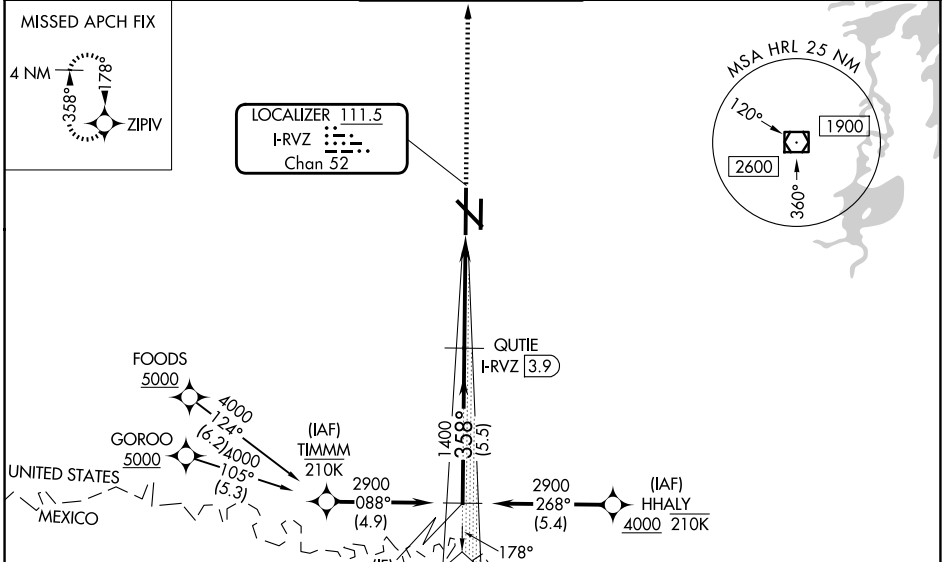 MISSED APCH FIX
4 NM
358°
178°
ZIPIV
LOCALIZER 111.5
I-RVZ
Chan 52
MSA HRL 25 NM
120°
1900
2600
360°
QUTIE
I-RVZ 3.9
FOODS
5000
4000
124°
(6.2)
GOROO
5000
4000
105°
(5.3)
(IAF)
TIMMM
210K
1400
358°
(5.5)
UNITED STATES
MEXICO
2900
088°
(4.9)
2900
268°
(5.4)
(IAF)
HHALY
4000 210K
178°